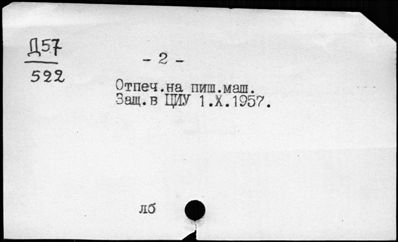 Д57
522
- 2 -
Отпеч.на пиш.маш.
Защ.в ЦИУ 1.X.1957.
лб